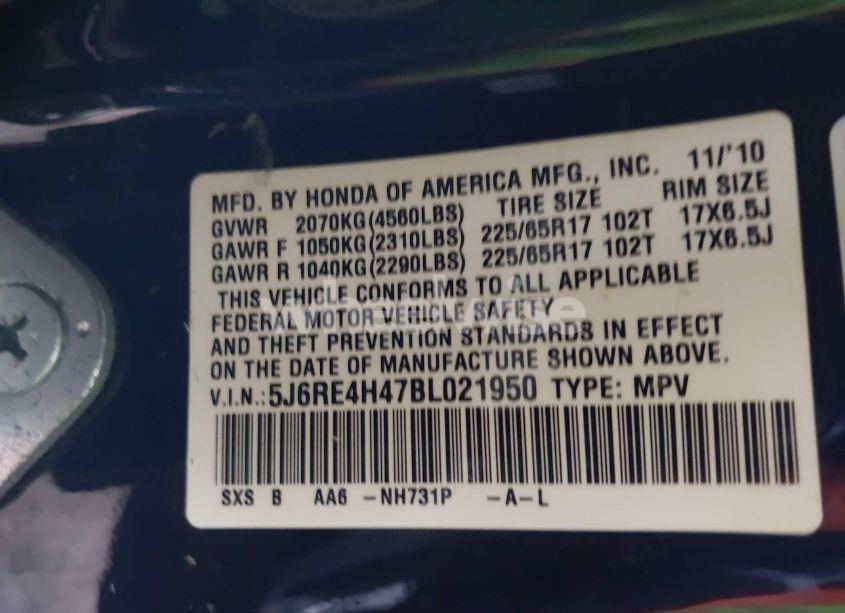 MFD. BY HONDA OF AMERICA MFG., INC. 11/'10
GVWR 2070KG(4560LBS) TIRE SIZE RIM SIZE
GAWR F 1050KG(2310LBS) 225/65R17 102T 17X6.5J
GAWR R 1040KG(2290LBS) 225/65R17 102T 17X6.5J
THIS VEHICLE CONFORMS TO ALL APPLICABLE
FEDERAL MOTOR VEHICLE SAFETY
AND THEFT PREVENTION STANDARDS IN EFFECT
ON THE DATE OF MANUFACTURE SHOWN ABOVE.
V.I.N.:5J6RE4H47BL021950 TYPE: MPV
SXS B AA6 -NH731P -A-L